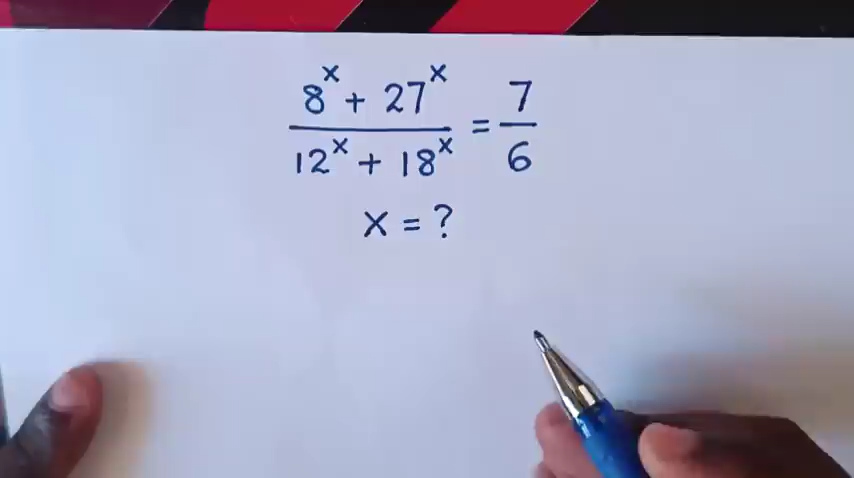 8^x + 27^x / 12^x + 18^x = 7/6
x = ?